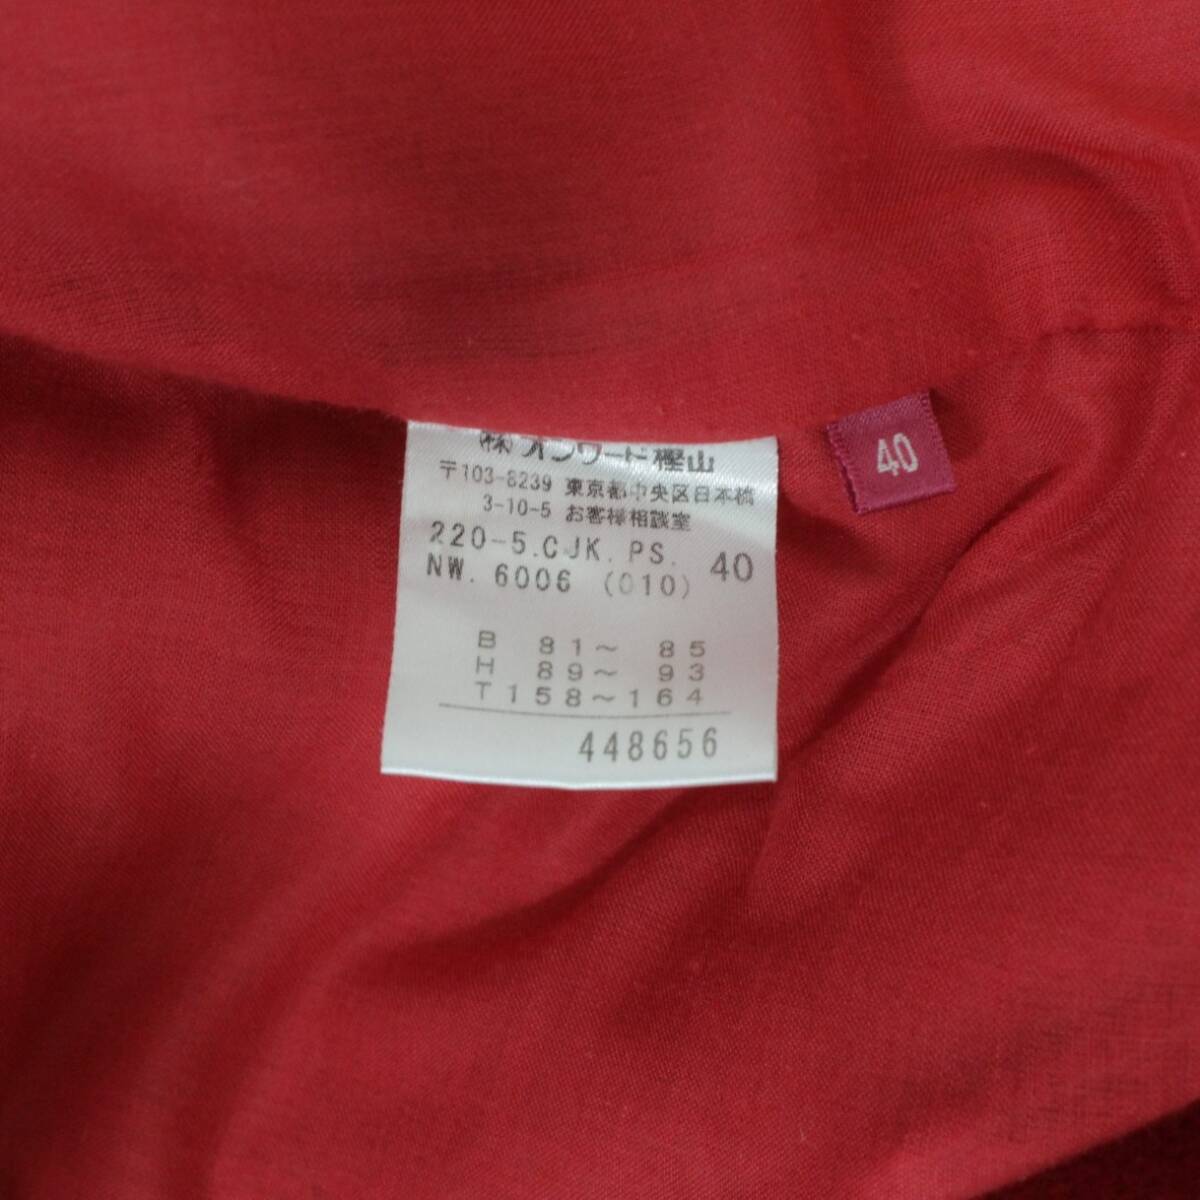 (株)オンワード樫山
〒103-8239 東京都中央区日本橋
3-10-5 お客様相談室
220-5.CJK.PS. 40
NW. 6006 (010)
B 81～ 85
H 89～ 93
T158～164
448656
40